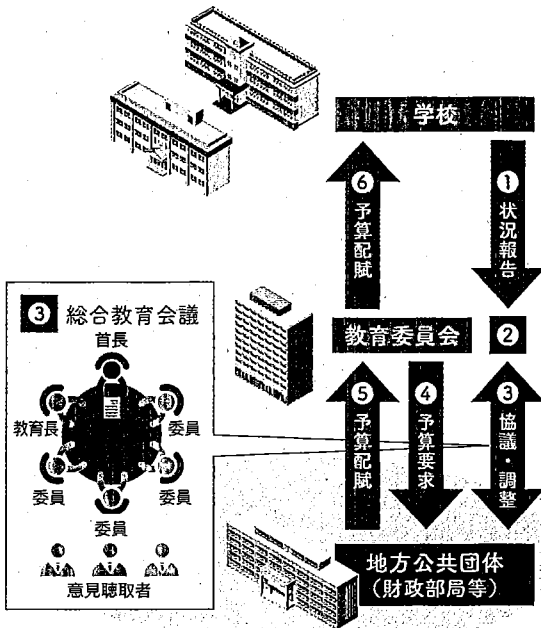 学校
❻予算配賦
❶状況報告
教育委員会
❷
❺予算配賦
❹予算要求
❸協議・調整
地方公共団体
(財政部局等)
❸ 総合教育会議
首長
教育長
委員
委員
委員
委員
意見聴取者